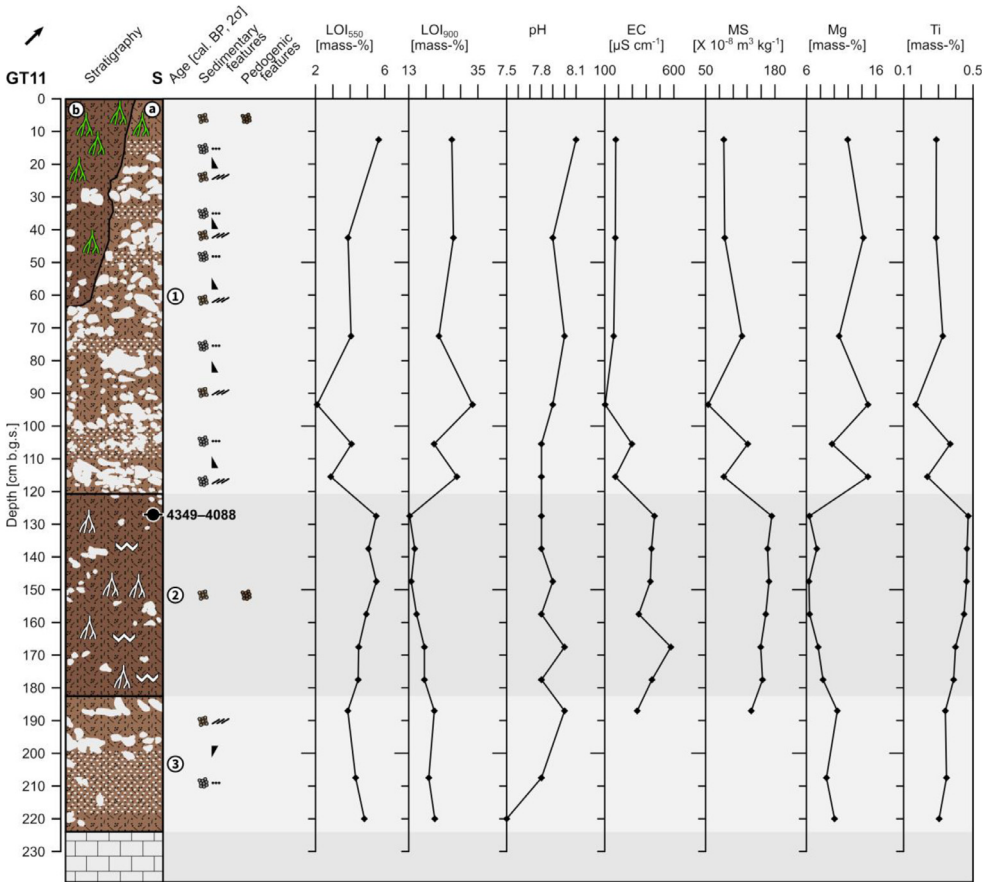 GT11
Stratigraphy
S
Age [cal. BP, 2σ]
Sedimentary features
Pedogenic features
LOI550 [mass-%]
2 6
LOI900 [mass-%]
13 35
pH
7.5 7.8 8.1
EC [µS cm-1]
100 600
MS [X 10-8 m3 kg-1]
50 180
Mg [mass-%]
6 16
Ti [mass-%]
0.1 0.5
Depth [cm b.g.s.]
0
10
20
30
40
50
60
70
80
90
100
110
120
130
140
150
160
170
180
190
200
210
220
230
b a
1
4349–4088
2
3